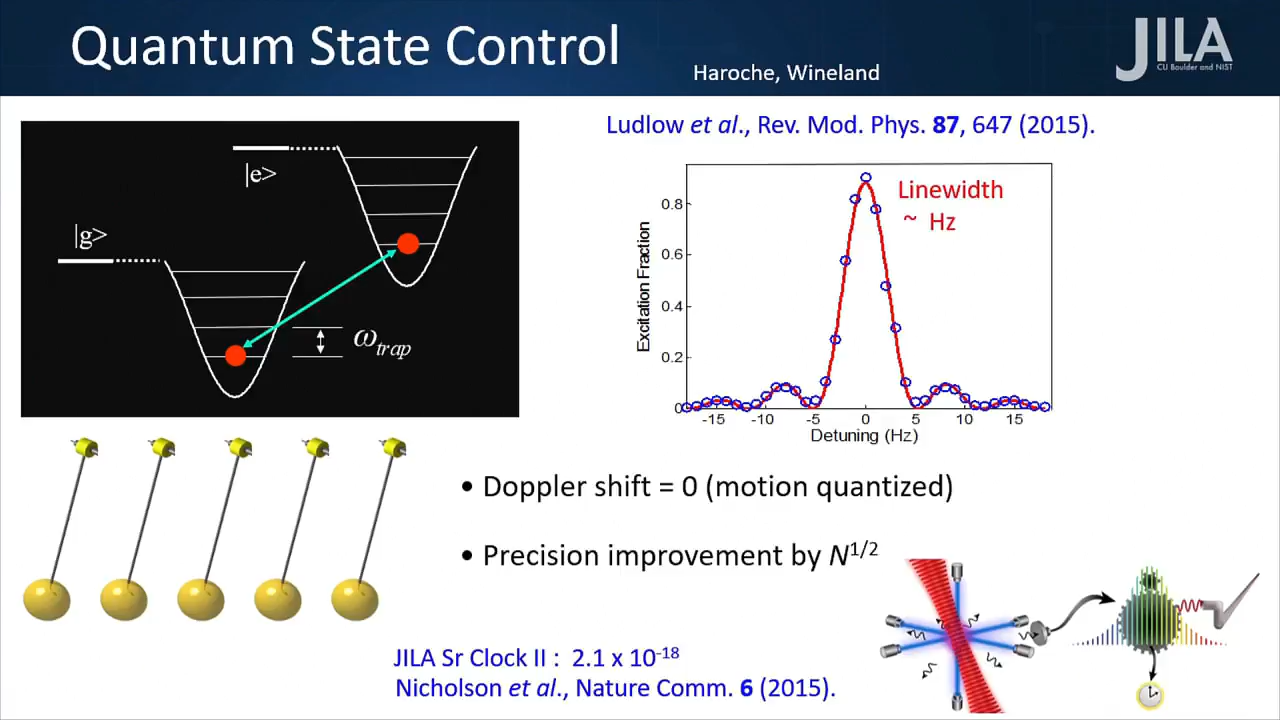 Quantum State Control
Haroche, Wineland
JILA
CU Boulder and NIST
Ludlow et al., Rev. Mod. Phys. 87, 647 (2015).
|e>
|g>
ω_trap
Excitation Fraction
0.8
0.6
0.4
0.2
0
Linewidth
~ Hz
-15 -10 -5 0 5 10 15
Detuning (Hz)
• Doppler shift = 0 (motion quantized)
• Precision improvement by N^1/2
JILA Sr Clock II : 2.1 x 10^-18
Nicholson et al., Nature Comm. 6 (2015).